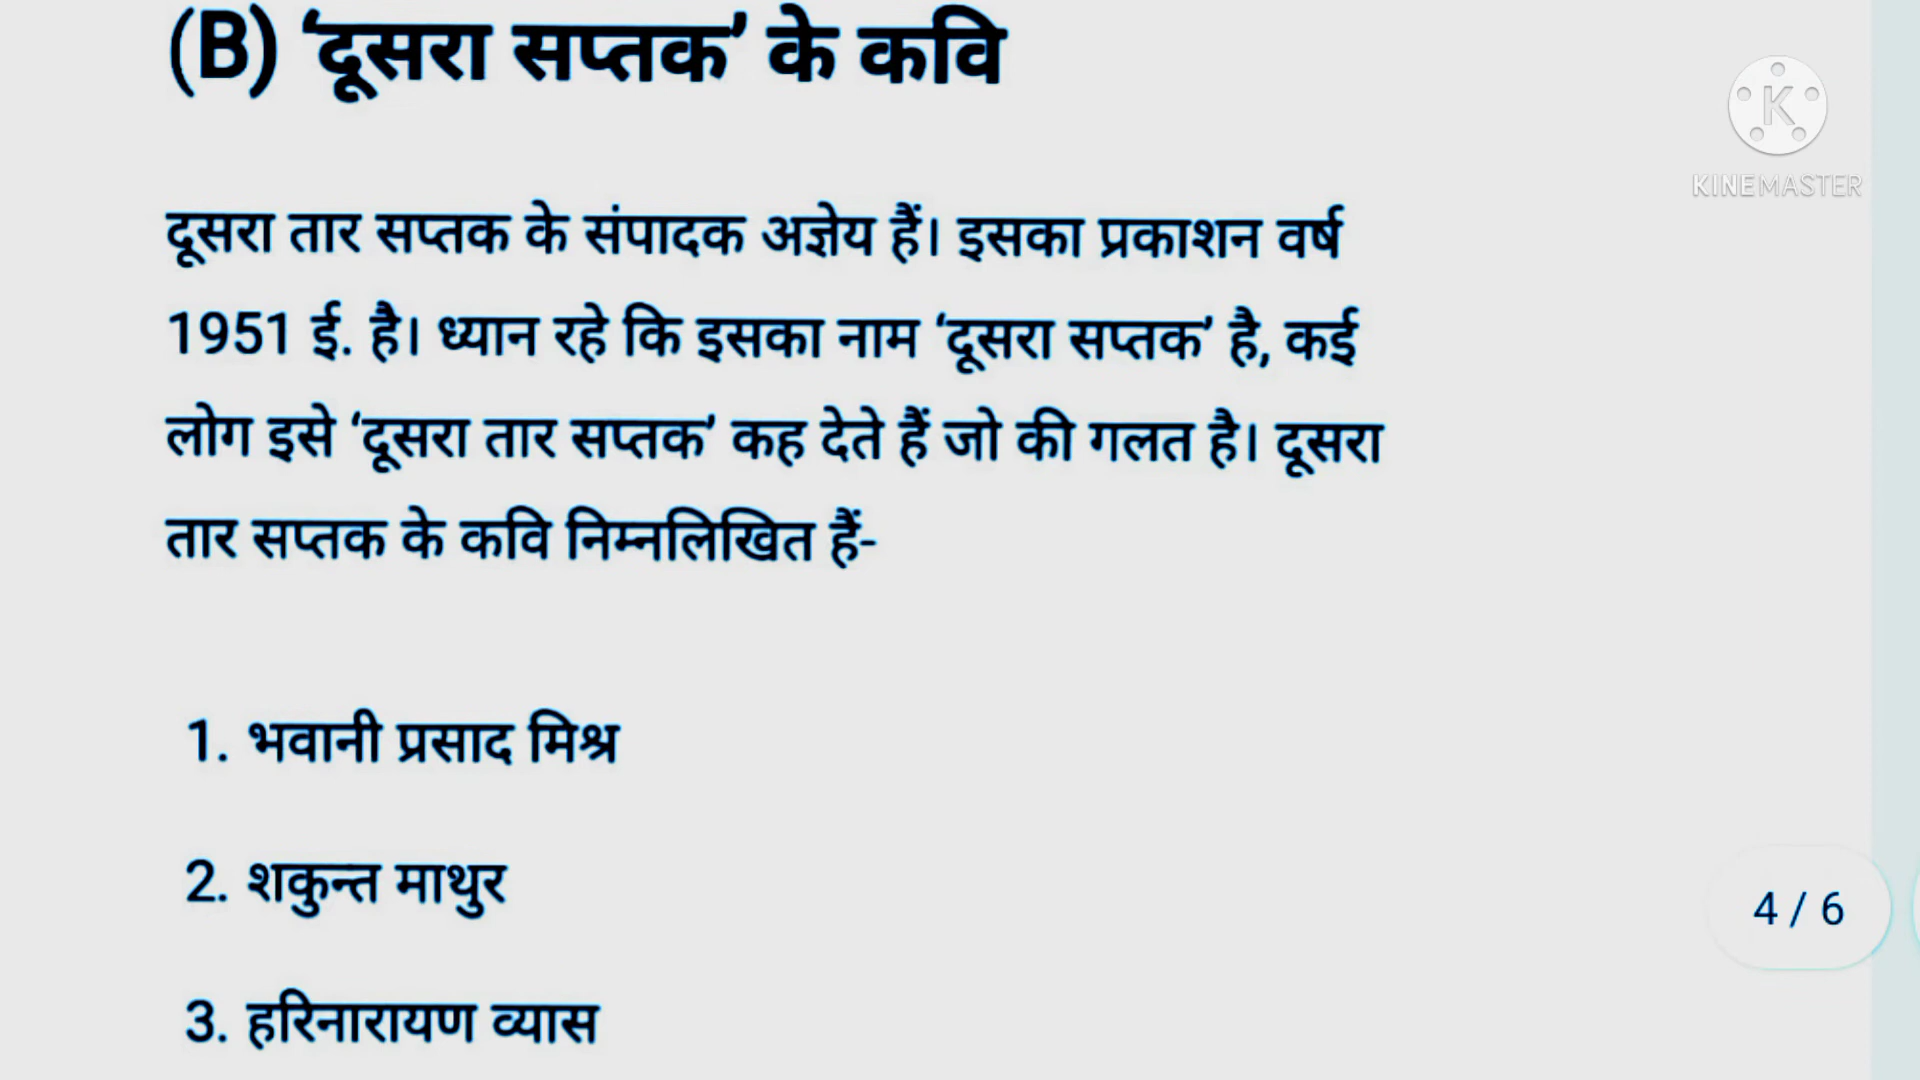 (B) ‘दूसरा सप्तक’ के कवि
KINEMASTER
दूसरा तार सप्तक के संपादक अज्ञेय हैं। इसका प्रकाशन वर्ष
1951 ई. है। ध्यान रहे कि इसका नाम ‘दूसरा सप्तक’ है, कई
लोग इसे ‘दूसरा तार सप्तक’ कह देते हैं जो की गलत है। दूसरा
तार सप्तक के कवि निम्नलिखित हैं-
1. भवानी प्रसाद मिश्र
2. शकुन्त माथुर
4 / 6
3. हरिनारायण व्यास